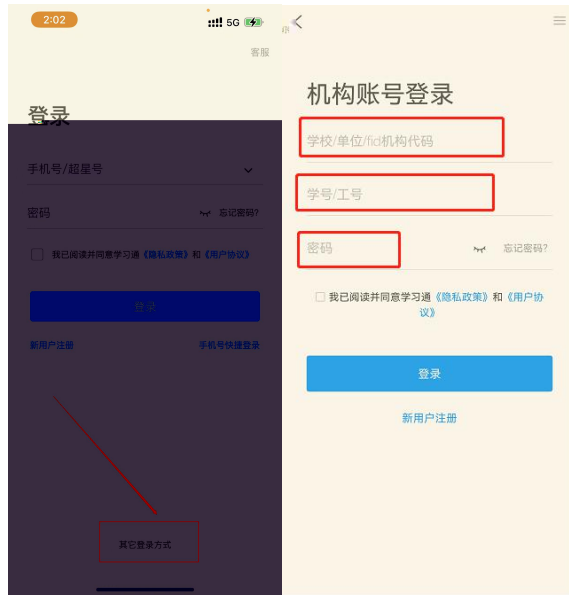 2:02
5G
客服
登录
手机号/超星号
密码
忘记密码?
我已阅读并同意学习通《隐私政策》和《用户协议》
登录
新用户注册
手机号快捷登录
其它登录方式
机构账号登录
学校/单位/fid机构代码
学号/工号
密码
忘记密码?
我已阅读并同意学习通《隐私政策》和《用户协
议》
登录
新用户注册